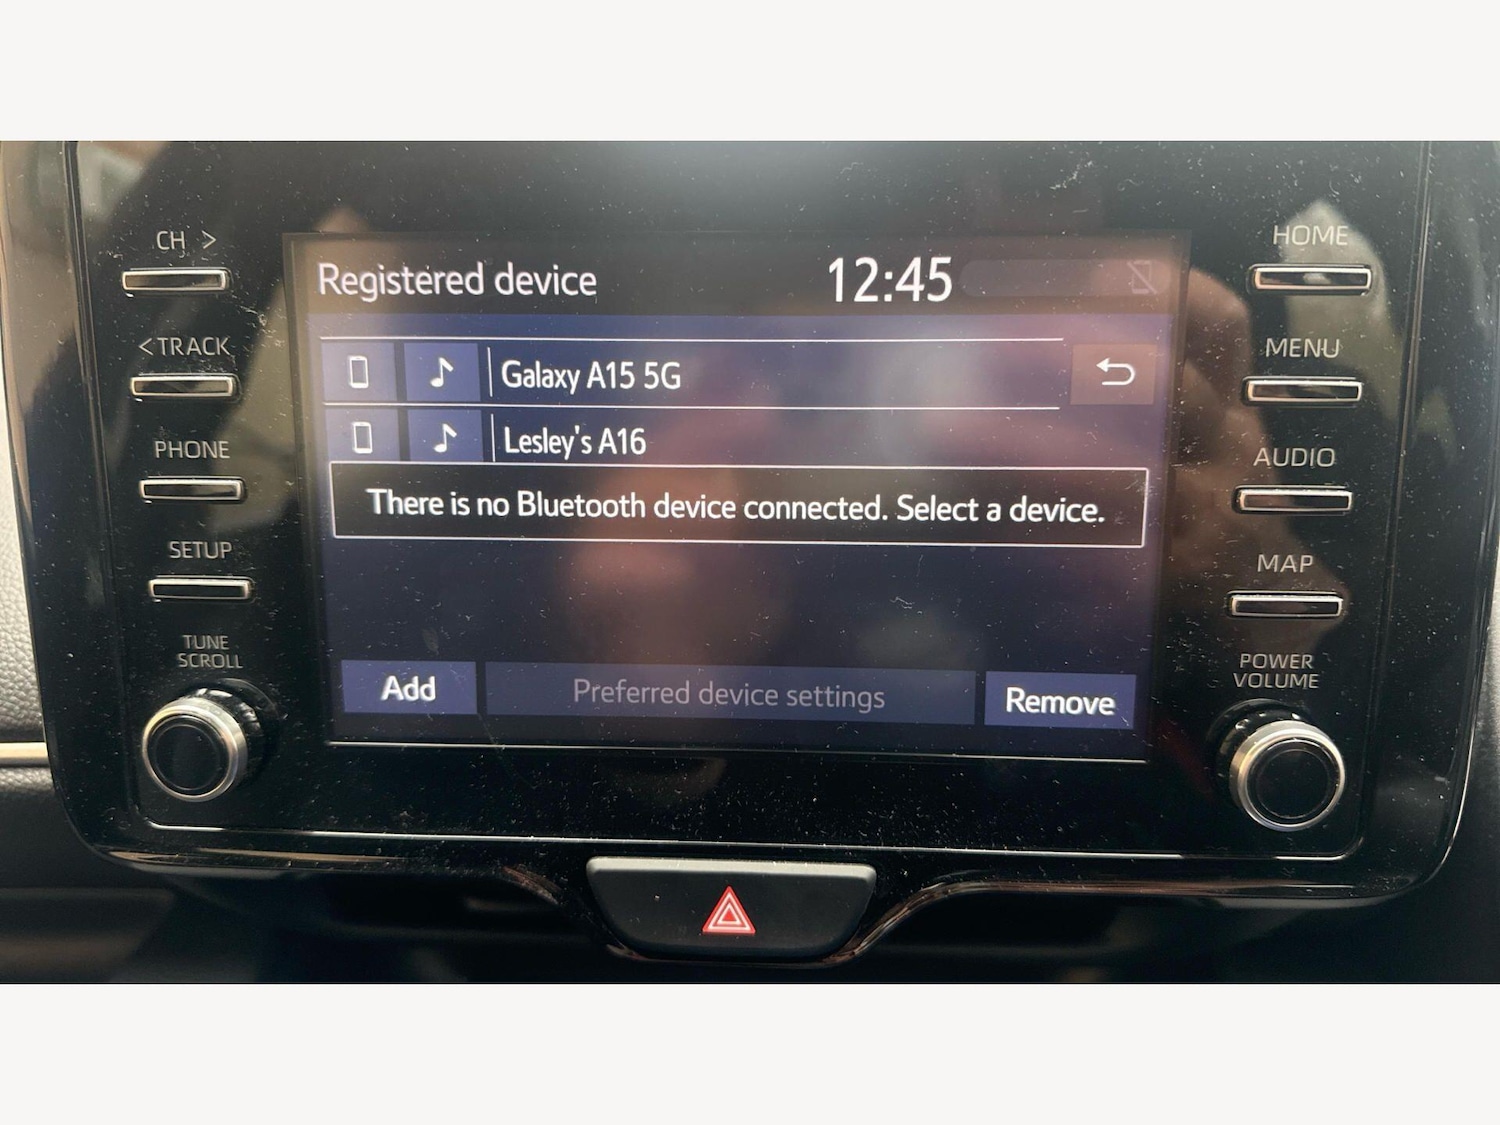 CH >
< TRACK
PHONE
SETUP
TUNE
SCROLL
Registered device 12:45
Galaxy A15 5G
Lesley's A16
There is no Bluetooth device connected. Select a device.
Add Preferred device settings Remove
HOME
MENU
AUDIO
MAP
POWER
VOLUME